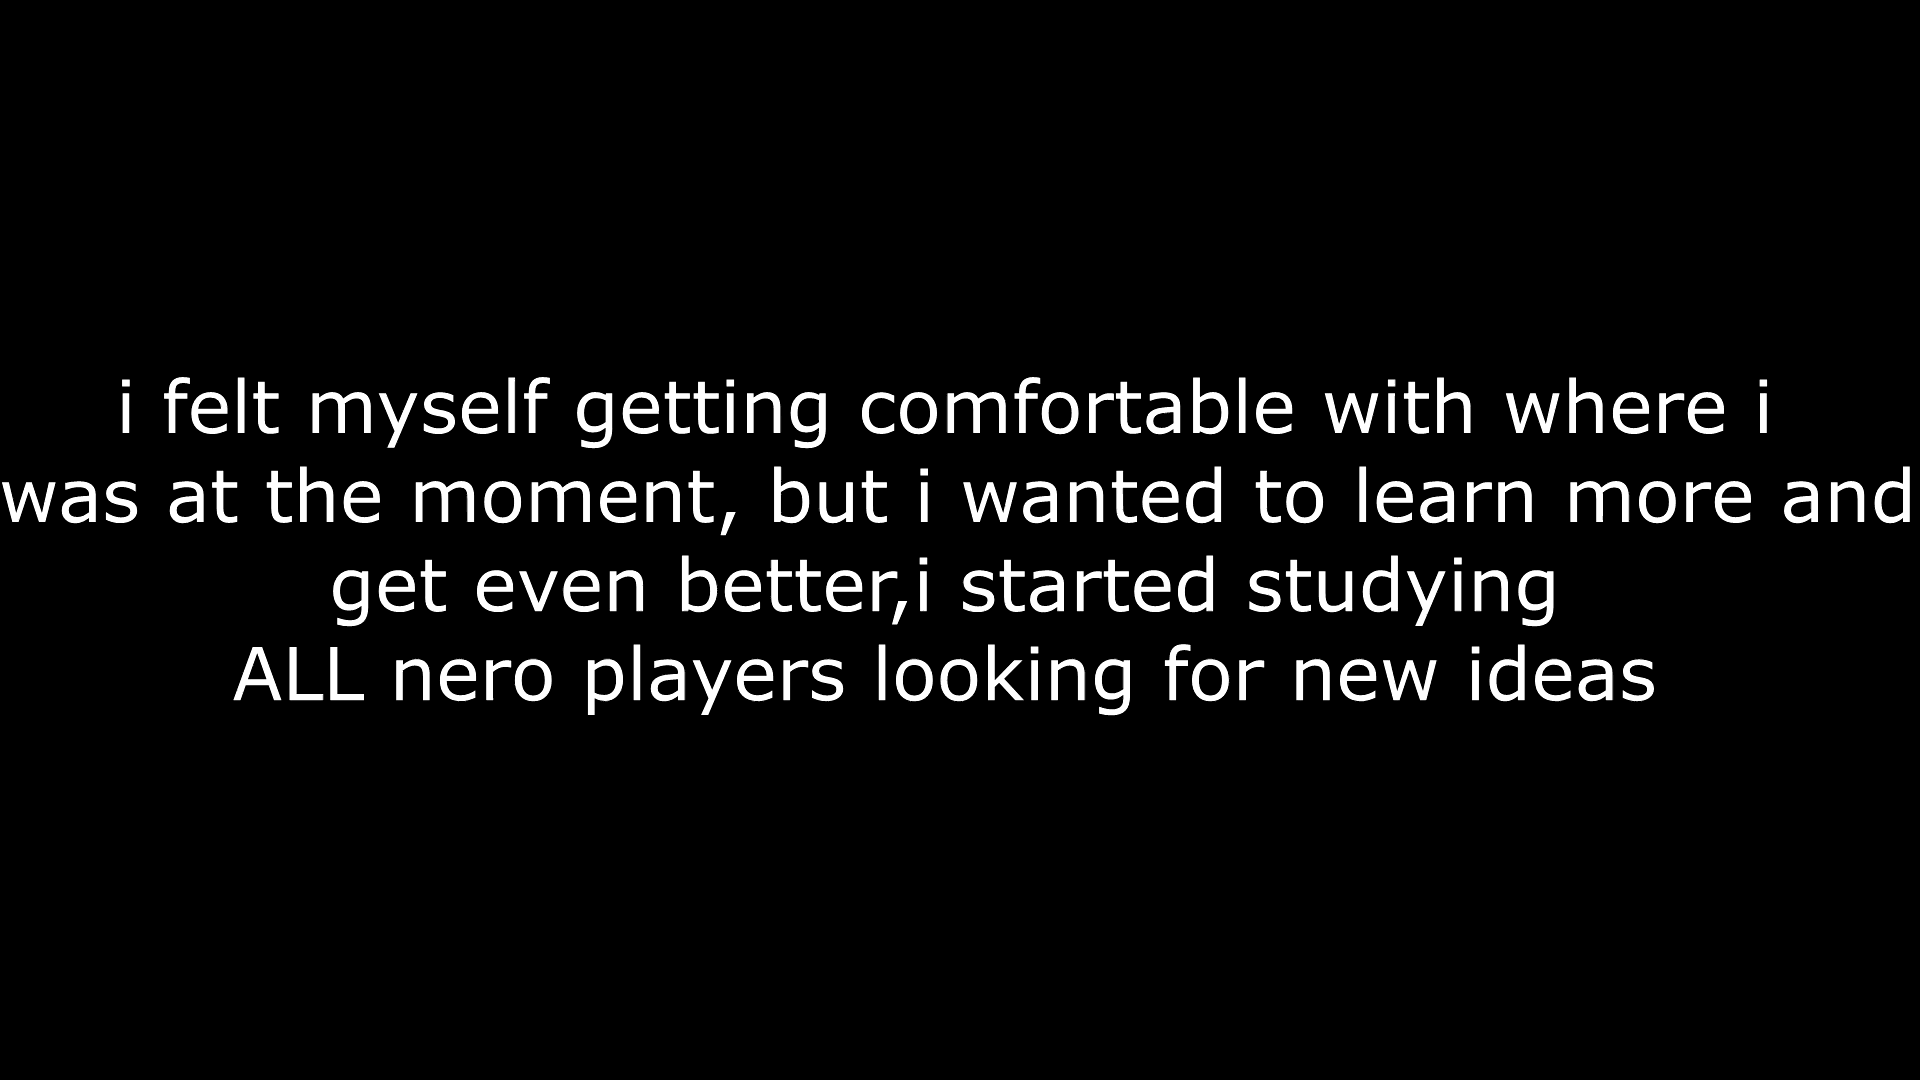 i felt myself getting comfortable with where i
was at the moment, but i wanted to learn more and
get even better,i started studying
ALL nero players looking for new ideas